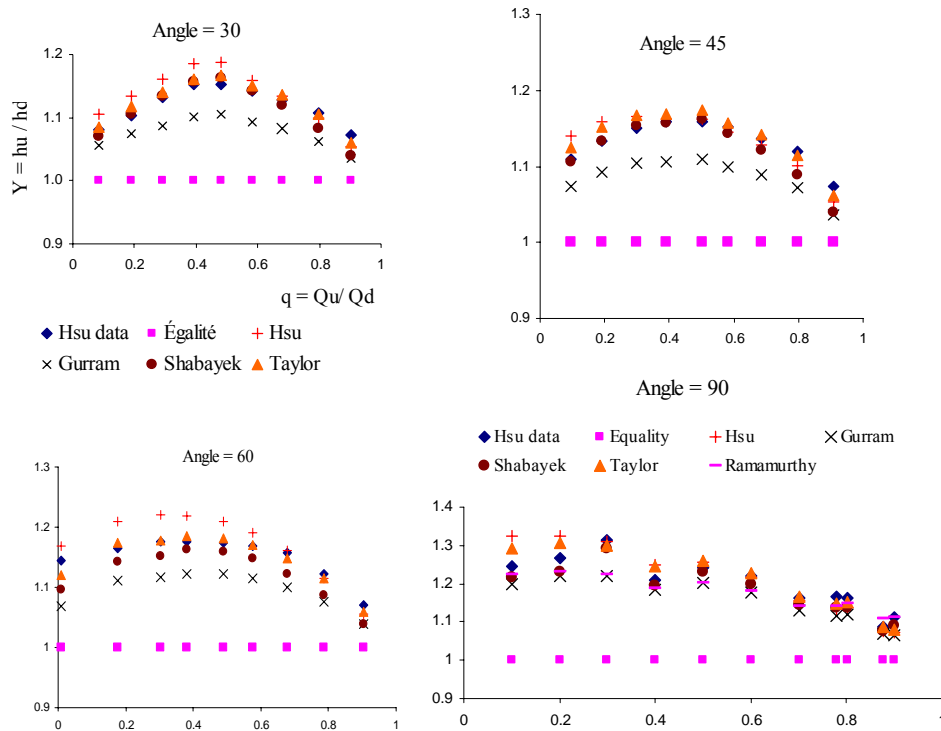 Angle = 30
Y = hu / hd
1.2
1.1
1.0
0.9
0 0.2 0.4 0.6 0.8 1
q = Qu/ Qd
Hsu data Égalité Hsu
Gurram Shabayek Taylor
Angle = 45
1.3
1.2
1.1
1
0.9
0 0.2 0.4 0.6 0.8 1
Angle = 60
1.3
1.2
1.1
1
0.9
0 0.2 0.4 0.6 0.8 1
Angle = 90
Hsu data Equality Hsu Gurram
Shabayek Taylor Ramamurthy
1.4
1.3
1.2
1.1
1
0.9
0 0.2 0.4 0.6 0.8 1